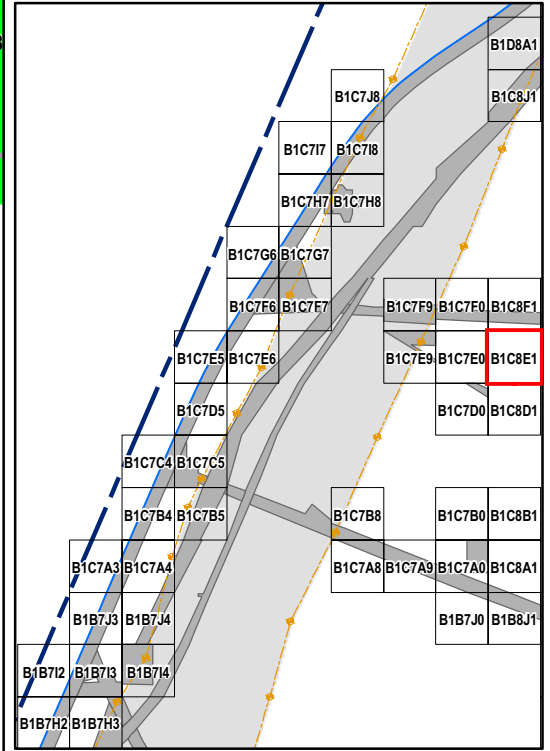 B1D8A1
B1C7J8 B1C8J1
B1C7I7 B1C7I8
B1C7H7 B1C7H8
B1C7G6 B1C7G7
B1C7F6 B1C7F7 B1C7F9 B1C7F0 B1C8F1
B1C7E5 B1C7E6 B1C7E9 B1C7E0 B1C8E1
B1C7D5 B1C7D0 B1C8D1
B1C7C4 B1C7C5
B1C7B4 B1C7B5 B1C7B8 B1C7B0 B1C8B1
B1C7A3 B1C7A4 B1C7A8 B1C7A9 B1C7A0 B1C8A1
B1B7J3 B1B7J4 B1B7J0 B1B8J1
B1B7I2 B1B7I3 B1B7I4
B1B7H2 B1B7H3